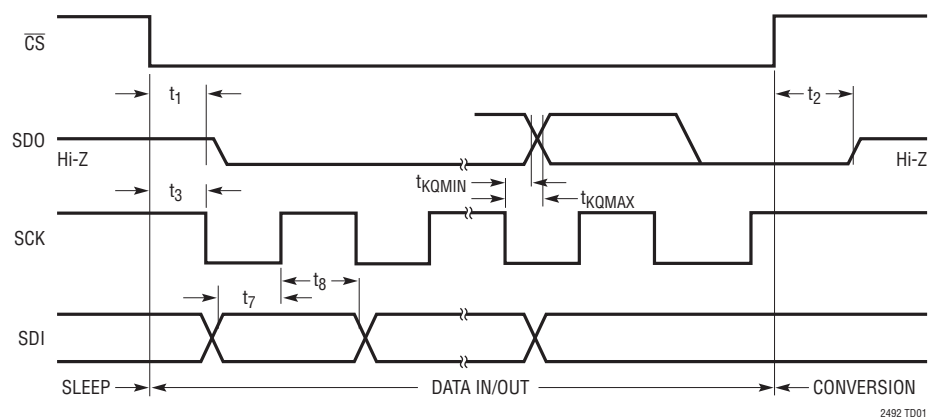 CS
t1
t2
SDO
Hi-Z
Hi-Z
tKQMIN
tKQMAX
t3
SCK
t7
t8
SDI
SLEEP
DATA IN/OUT
CONVERSION
2492 TD01